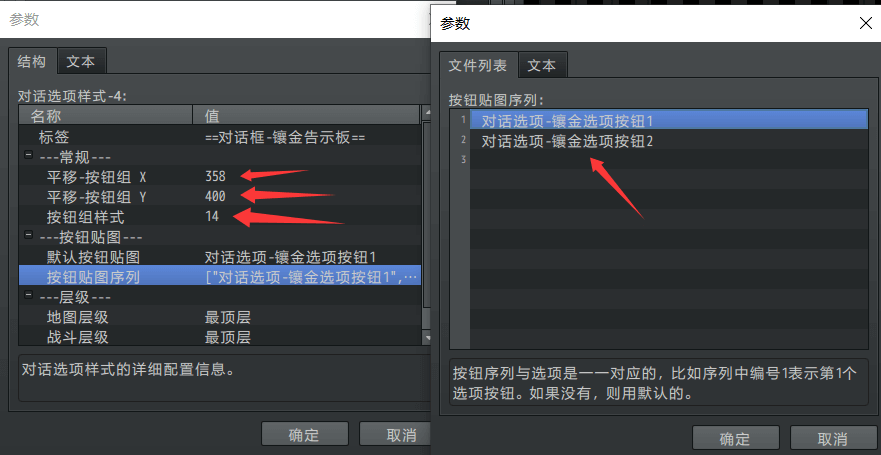 参数
结构
文本
对话选项样式-4:
名称
值
标签
==对话框-镶金告示板==
---常规---
平移-按钮组 X
358
平移-按钮组 Y
400
按钮组样式
14
---按钮贴图---
默认按钮贴图
对话选项-镶金选项按钮1
按钮贴图序列
["对话选项-镶金选项按钮1",…
---层级---
地图层级
最顶层
战斗层级
最顶层
对话选项样式的详细配置信息。
确定
取消
参数
文件列表
文本
按钮贴图序列:
1
对话选项-镶金选项按钮1
2
对话选项-镶金选项按钮2
3
按钮序列与选项是一一对应的,比如序列中编号1表示第1个
选项按钮。如果没有,则用默认的。
确定
取消